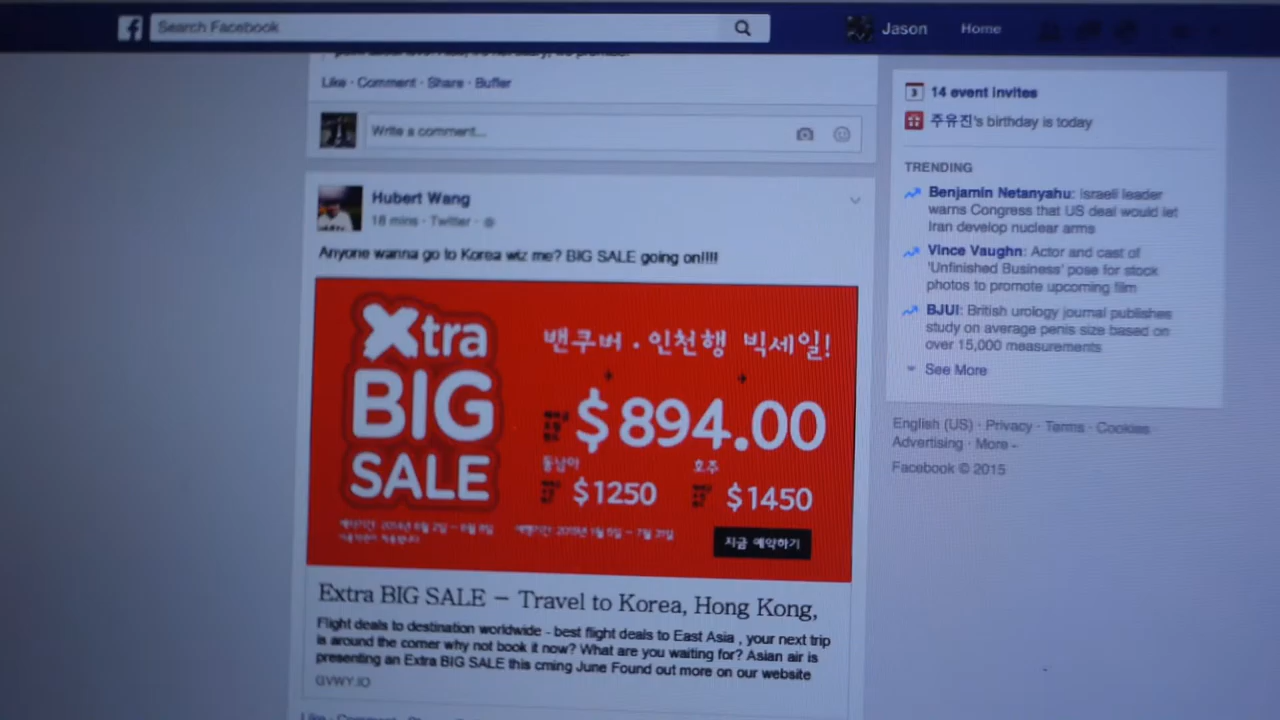 Search Facebook
Jason
Home
Like · Comment · Share · Buffer
Write a comment...
Hubert Wang
18 mins · Twitter ·
Anyone wanna go to Korea wiz me? BIG SALE going on!!!!
Xtra
BIG
SALE
밴쿠버 · 인천행 빅세일!
$894.00
동남아
호주
$1250
$1450
지금 예약하기
Extra BIG SALE – Travel to Korea, Hong Kong,
Flight deals to destination worldwide - best flight deals to East Asia , your next trip
is around the corner why not book it now? What are you waiting for? Asian air is
presenting an Extra BIG SALE this cming June Found out more on our website
GVWY.IO
14 event invites
주유진's birthday is today
TRENDING
Benjamin Netanyahu: Israeli leader
warns Congress that US deal would let
Iran develop nuclear arms
Vince Vaughn: Actor and cast of
'Unfinished Business' pose for stock
photos to promote upcoming film
BJUI: British urology journal publishes
study on average penis size based on
over 15,000 measurements
See More
English (US) · Privacy · Terms · Cookies ·
Advertising · More
Facebook © 2015